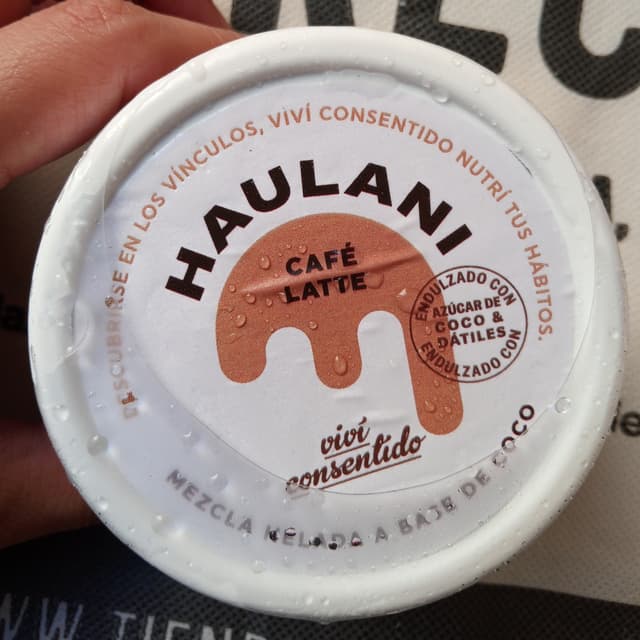 DESCUBRIRSE EN LOS VÍNCULOS, VIVÍ CONSENTIDO NUTRÍ TUS HÁBITOS.
HAULANI
CAFÉ
LATTE
ENDULZADO CON
AZÚCAR DE
COCO &
DÁTILES
ENDULZADO CON
viví
consentido
MEZCLA HELADA A BASE DE COCO